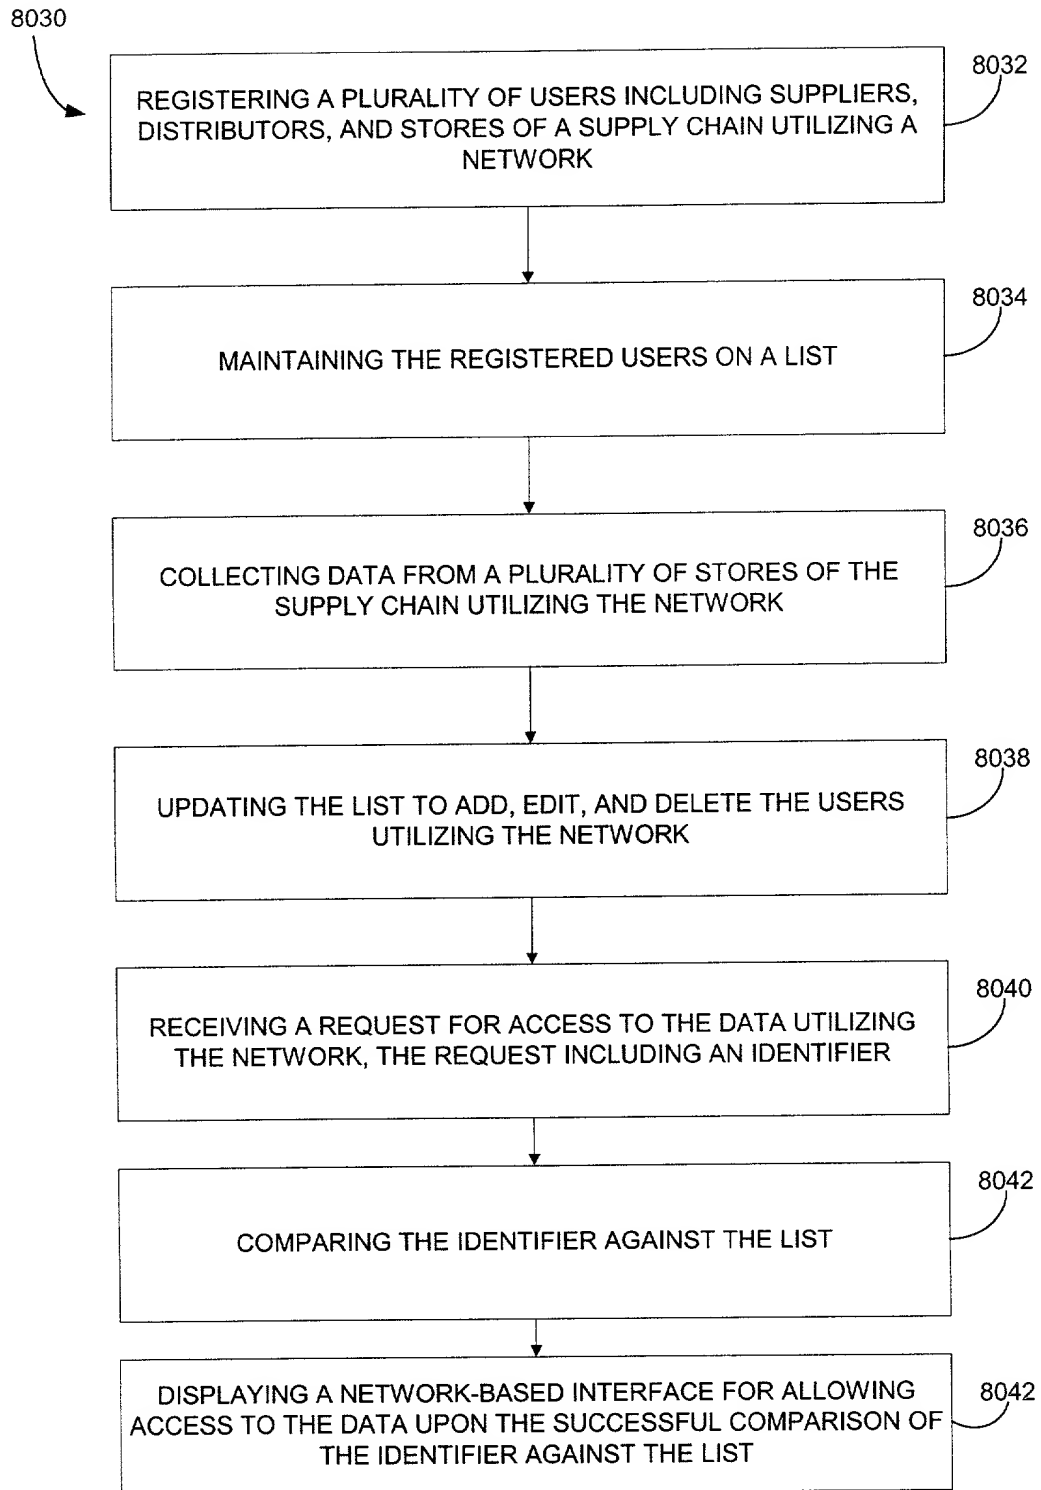 8030
8032
REGISTERING A PLURALITY OF USERS INCLUDING SUPPLIERS,
DISTRIBUTORS, AND STORES OF A SUPPLY CHAIN UTILIZING A
NETWORK
8034
MAINTAINING THE REGISTERED USERS ON A LIST
8036
COLLECTING DATA FROM A PLURALITY OF STORES OF THE
SUPPLY CHAIN UTILIZING THE NETWORK
8038
UPDATING THE LIST TO ADD, EDIT, AND DELETE THE USERS
UTILIZING THE NETWORK
8040
RECEIVING A REQUEST FOR ACCESS TO THE DATA UTILIZING
THE NETWORK, THE REQUEST INCLUDING AN IDENTIFIER
8042
COMPARING THE IDENTIFIER AGAINST THE LIST
8042
DISPLAYING A NETWORK-BASED INTERFACE FOR ALLOWING
ACCESS TO THE DATA UPON THE SUCCESSFUL COMPARISON OF
THE IDENTIFIER AGAINST THE LIST